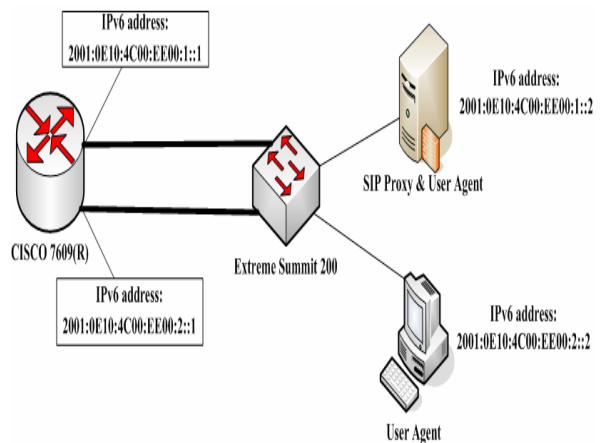 IPv6 address:
2001:0E10:4C00:EE00:1::1
IPv6 address:
2001:0E10:4C00:EE00:1::2
SIP Proxy & User Agent
CISCO 7609(R)
Extreme Summit 200
IPv6 address:
2001:0E10:4C00:EE00:2::1
IPv6 address:
2001:0E10:4C00:EE00:2::2
User Agent